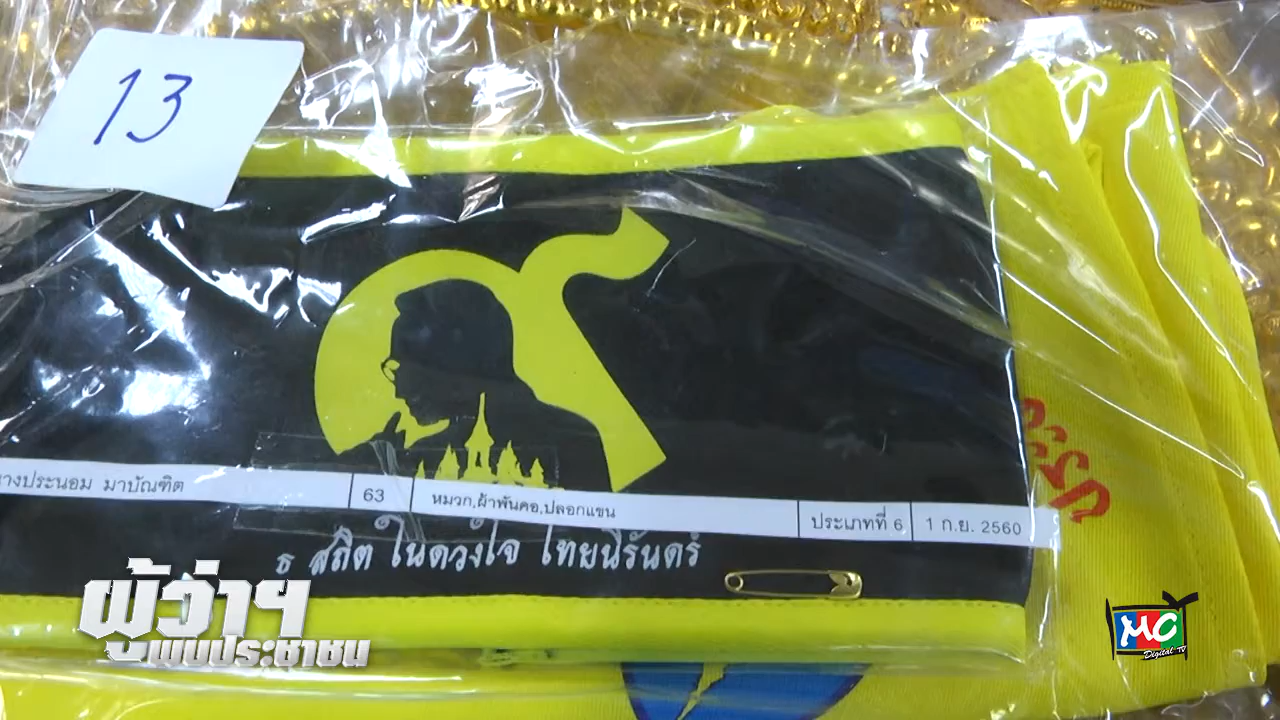 13
นางประนอม มาบัณฑิต 63 หมวก,ผ้าพันคอ,ปลอกแขน ประเภทที่ 6 1 ก.ย. 2560
ธ สถิต ในดวงใจ ไทยนิรันดร์
ผู้ว่าฯ
พบประชาชน
MC
Digital TV